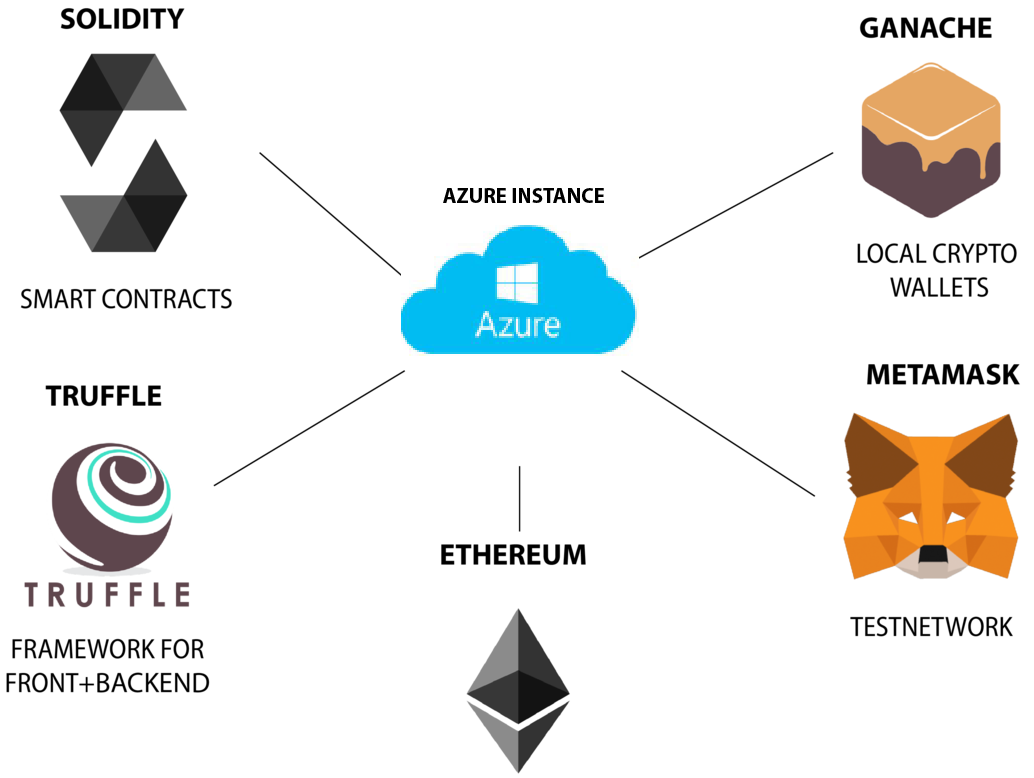 SOLIDITY
SMART CONTRACTS
GANACHE
LOCAL CRYPTO
WALLETS
AZURE INSTANCE
Azure
TRUFFLE
TRUFFLE
FRAMEWORK FOR
FRONT+BACKEND
ETHEREUM
METAMASK
TESTNETWORK